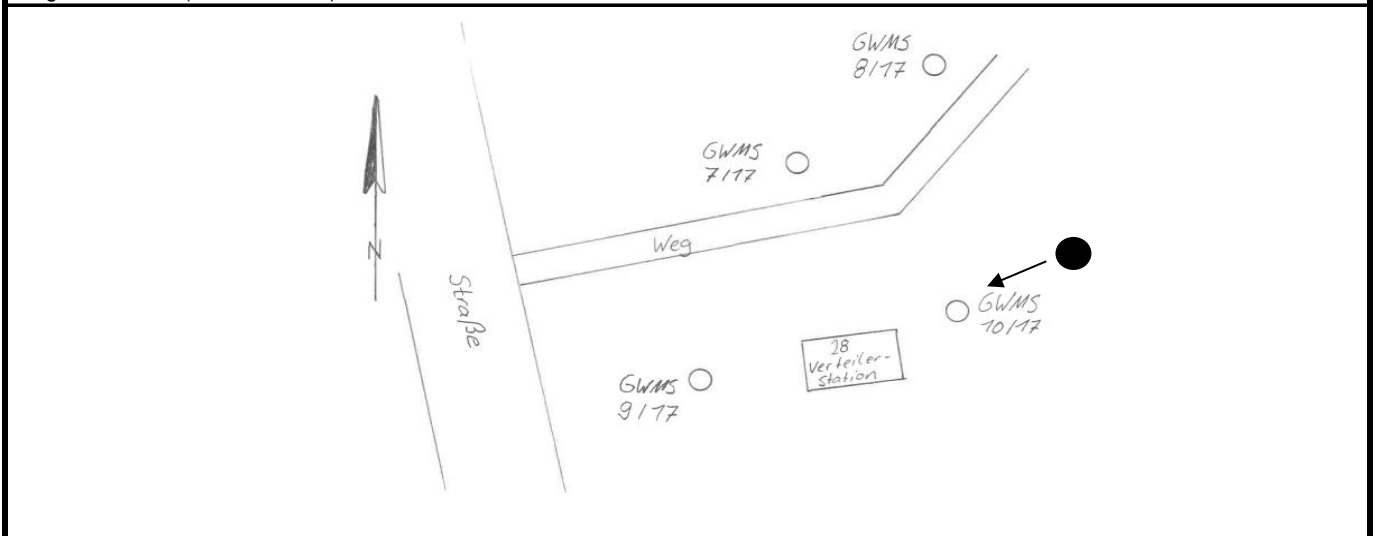 GWMS
8/17
GWMS
7/17
Weg
N
Straße
GWMS
10/17
28
Verteiler-
station
GWMS
9/17